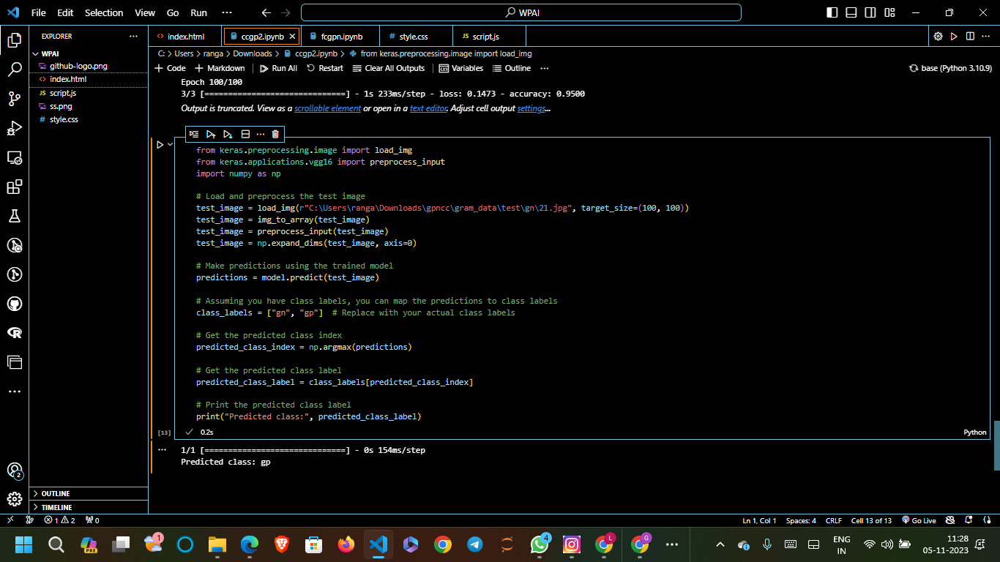 File Edit Selection View Go Run ··· WPAI
EXPLORER ···
WPAI
github-logo.png
index.html
JS script.js
ss.png
# style.css
OUTLINE
TIMELINE
index.html ccgp2.ipynb fcgpn.ipynb # style.css JS script.js
C: > Users > ranga > Downloads > ccgp2.ipynb > from keras.preprocessing.image import load_img
+ Code + Markdown Run All Restart Clear All Outputs Variables Outline ··· base (Python 3.10.9)
Epoch 100/100
3/3 [==============================] - 1s 233ms/step - loss: 0.1473 - accuracy: 0.9500
Output is truncated. View as a scrollable element or open in a text editor. Adjust cell output settings...
from keras.preprocessing.image import load_img
from keras.applications.vgg16 import preprocess_input
import numpy as np
# Load and preprocess the test image
test_image = load_img(r"C:\Users\ranga\Downloads\gpncc\gram_data\test\gn\21.jpg", target_size=(100, 100))
test_image = img_to_array(test_image)
test_image = preprocess_input(test_image)
test_image = np.expand_dims(test_image, axis=0)
# Make predictions using the trained model
predictions = model.predict(test_image)
# Assuming you have class labels, you can map the predictions to class labels
class_labels = ["gn", "gp"]  # Replace with your actual class labels
# Get the predicted class index
predicted_class_index = np.argmax(predictions)
# Get the predicted class label
predicted_class_label = class_labels[predicted_class_index]
# Print the predicted class label
print("Predicted class:", predicted_class_label)
[13] 0.2s Python
1/1 [==============================] - 0s 154ms/step
Predicted class: gp
2
1 2 0 Ln 1, Col 1 Spaces: 4 CRLF Cell 13 of 13 Go Live
PRE 1 4 L G ENG
IN
11:28
05-11-2023